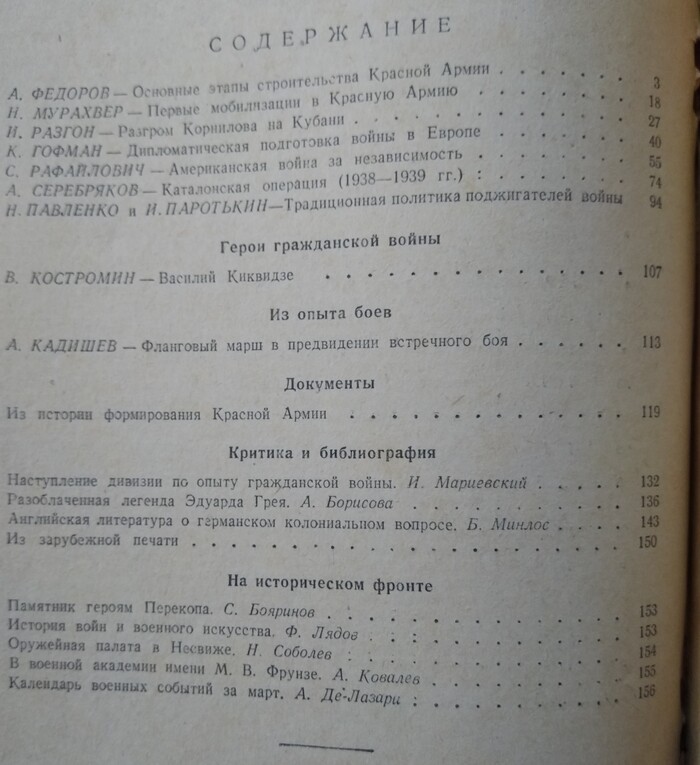 СОДЕРЖАНИЕ
А. ФЕДОРОВ — Основные этапы строительства Красной Армии . . . . . . . 3
Н. МУРАХВЕР — Первые мобилизации в Красную Армию . . . . . . . 18
И. РАЗГОН — Разгром Корнилова на Кубани . . . . . . . . . . 27
К. ГОФМАН — Дипломатическая подготовка войны в Европе . . . . . . 40
С. РАФАЙЛОВИЧ — Американская война за независимость . . . . . . . 55
А. СЕРЕБРЯКОВ — Каталонская операция (1938—1939 гг.) : . . . . . . 74
Н. ПАВЛЕНКО и И. ПАРОТЬКИН—Традиционная политика поджигателей войны 94
Герои гражданской войны
В. КОСТРОМИН — Василий Киквидзе . . . . . . . . . . . . . 107
Из опыта боев
А. КАДИШЕВ — Фланговый марш в предвидении встречного боя . . . . . . 113
Документы
Из истории формирования Красной Армии . . . . . . . . . . . . 119
Критика и библиография
Наступление дивизии по опыту гражданской войны. И. Мариевский . . . . . 132
Разоблаченная легенда Эдуарда Грея. А. Борисова . . . . . . . . . 136
Английская литература о германском колониальном вопросе. Б. Минлос . . . . 143
Из зарубежной печати . . . . . . . . . . . . . . . . . . 150
На историческом фронте
Памятник героям Перекопа. С. Бояринов . . . . . . . . . . . . 153
История войн и военного искусства. Ф. Лядов . : : . . . . . . . . 153
Оружейная палата в Несвиже. Н. Соболев . . . . . . . . . . . 154
В военной академии имени М. В. Фрунзе. А. Ковалев . . . . . . . . 155
Календарь военных событий за март. А. Де-Лазари : . . . . . . . . 156